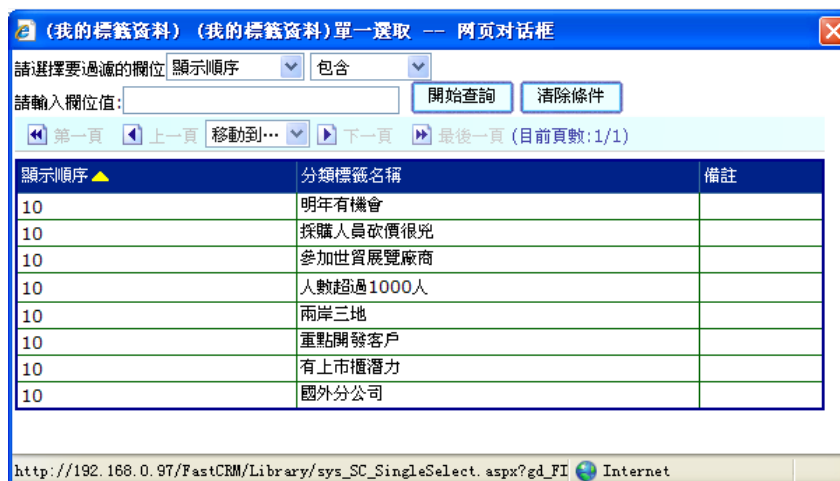 (我的標籤資料) (我的標籤資料)單一選取 -- 网页对话框
請選擇要過濾的欄位 顯示順序 包含
請輸入欄位值: 開始查詢 清除條件
第一頁 上一頁 移動到… 下一頁 最後一頁 (目前頁數:1/1)
顯示順序 分類標籤名稱 備註
10 明年有機會
10 採購人員砍價很兇
10 參加世貿展覽廠商
10 人數超過1000人
10 兩岸三地
10 重點開發客戶
10 有上市櫃潛力
10 國外分公司
http://192.168.0.97/FastCRM/Library/sys_SC_SingleSelect.aspx?gd_FI Internet